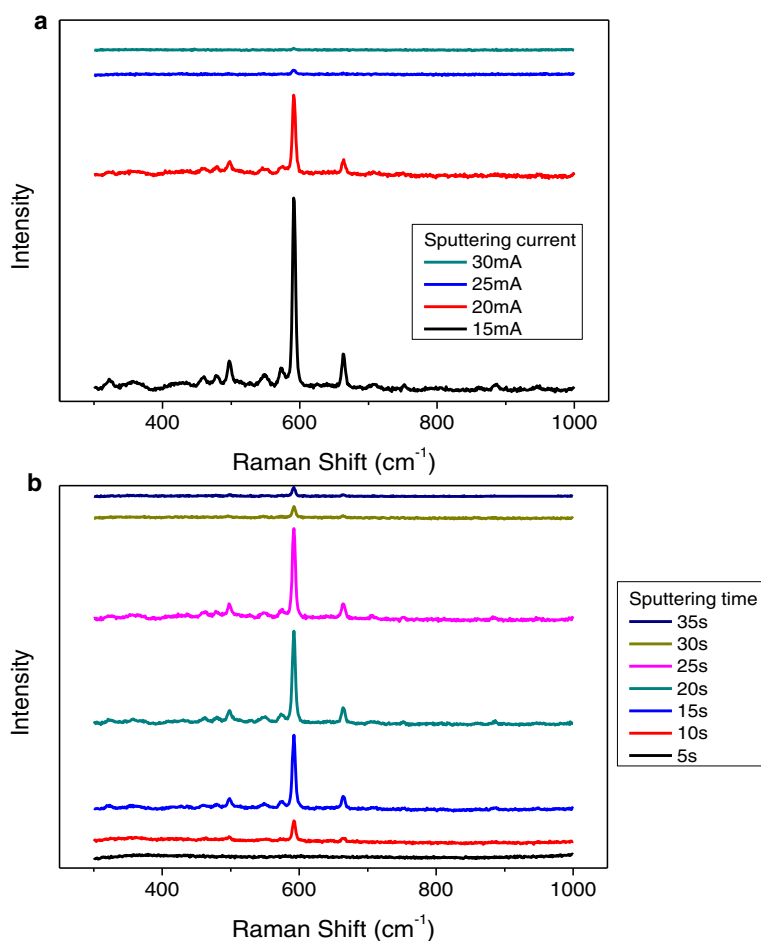 a
Intensity
Sputtering current
30mA
25mA
20mA
15mA
400
600
800
1000
Raman Shift (cm⁻¹)
b
Intensity
Sputtering time
35s
30s
25s
20s
15s
10s
5s
400
600
800
1000
Raman Shift (cm⁻¹)